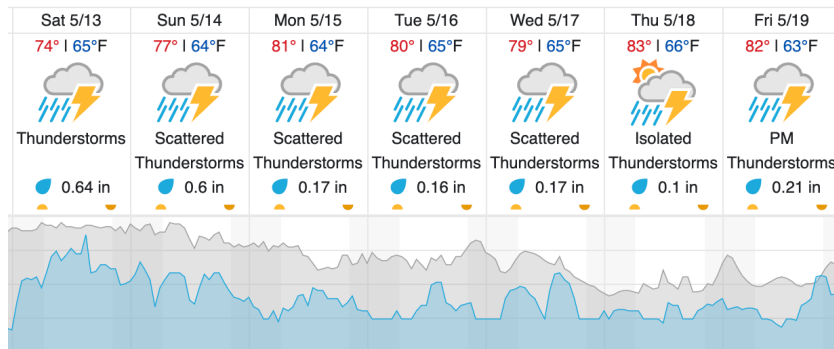 Sat 5/13 Sun 5/14 Mon 5/15 Tue 5/16 Wed 5/17 Thu 5/18 Fri 5/19
74° | 65°F 77° | 64°F 81° | 64°F 80° | 65°F 79° | 65°F 83° | 66°F 82° | 63°F
Thunderstorms Scattered Scattered Scattered Scattered Isolated PM
Thunderstorms Thunderstorms Thunderstorms Thunderstorms Thunderstorms Thunderstorms
0.64 in 0.6 in 0.17 in 0.16 in 0.17 in 0.1 in 0.21 in